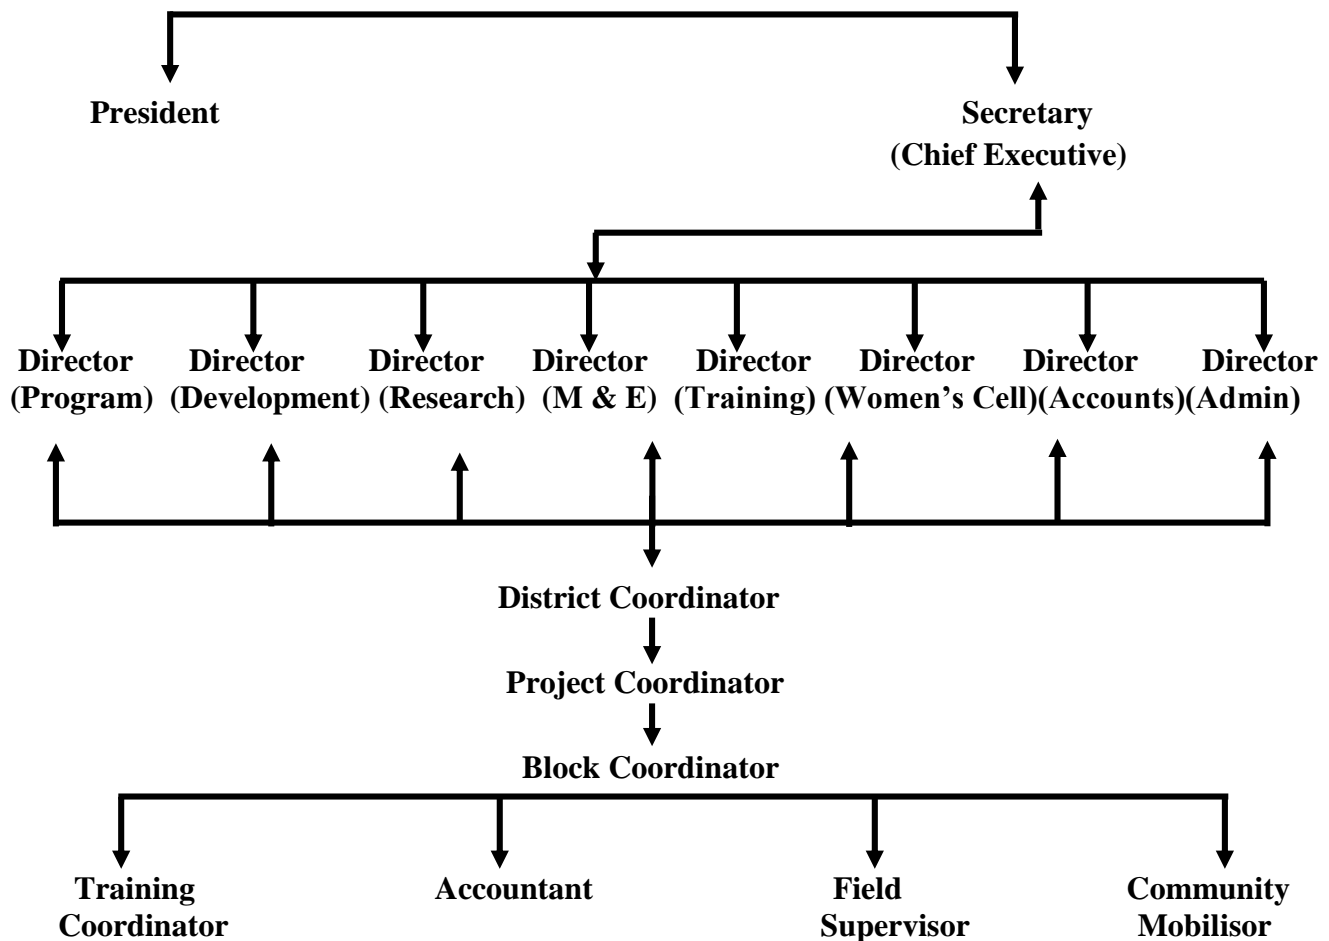 President Secretary
(Chief Executive)
Director Director Director Director Director Director Director Director
(Program) (Development) (Research) (M & E) (Training) (Women’s Cell)(Accounts)(Admin)
District Coordinator
Project Coordinator
Block Coordinator
Training Accountant Field Community
Coordinator Supervisor Mobilisor